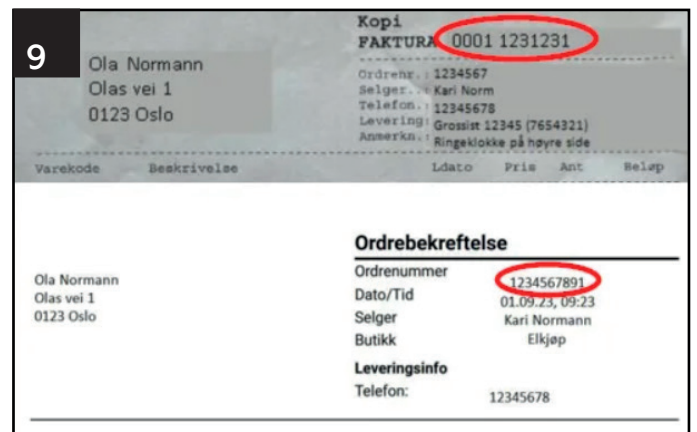 9
Kopi
FAKTURA 0001 1231231
Ola Normann
Olas vei 1
0123 Oslo
Ordrenr.: 1234567
Selger..: Kari Norm
Telefon.: 12345678
Levering: Grossist 12345 (7654321)
Anmerkn.: Ringeklokke på høyre side
Varekode Beskrivelse Ldato Pris Ant Beløp
Ordrebekreftelse
Ola Normann
Olas vei 1
0123 Oslo
Ordrenummer 1234567891
Dato/Tid 01.09.23, 09:23
Selger Kari Normann
Butikk Elkjøp
Leveringsinfo
Telefon: 12345678